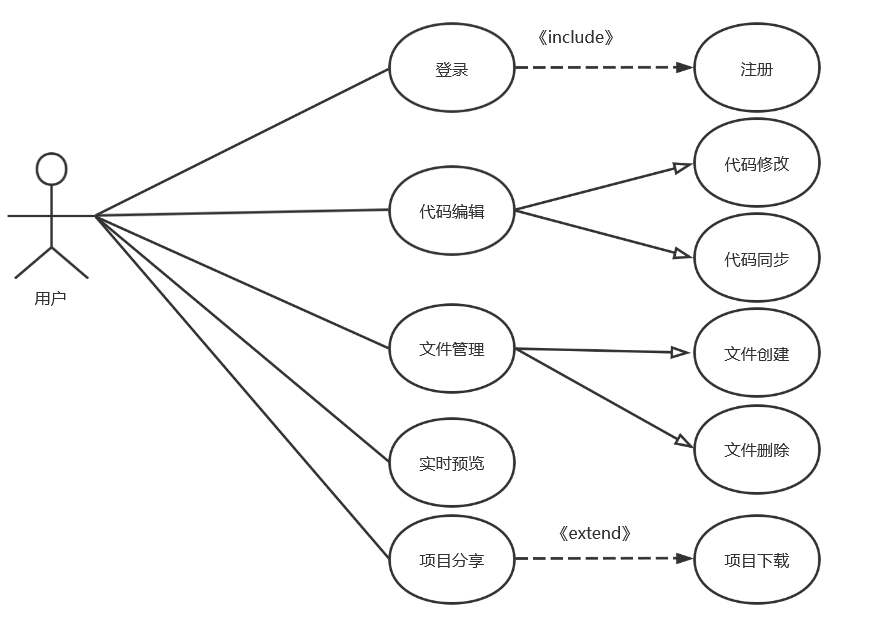 《include》
登录
注册
代码修改
代码编辑
代码同步
用户
文件管理
文件创建
实时预览
文件删除
《extend》
项目分享
项目下载